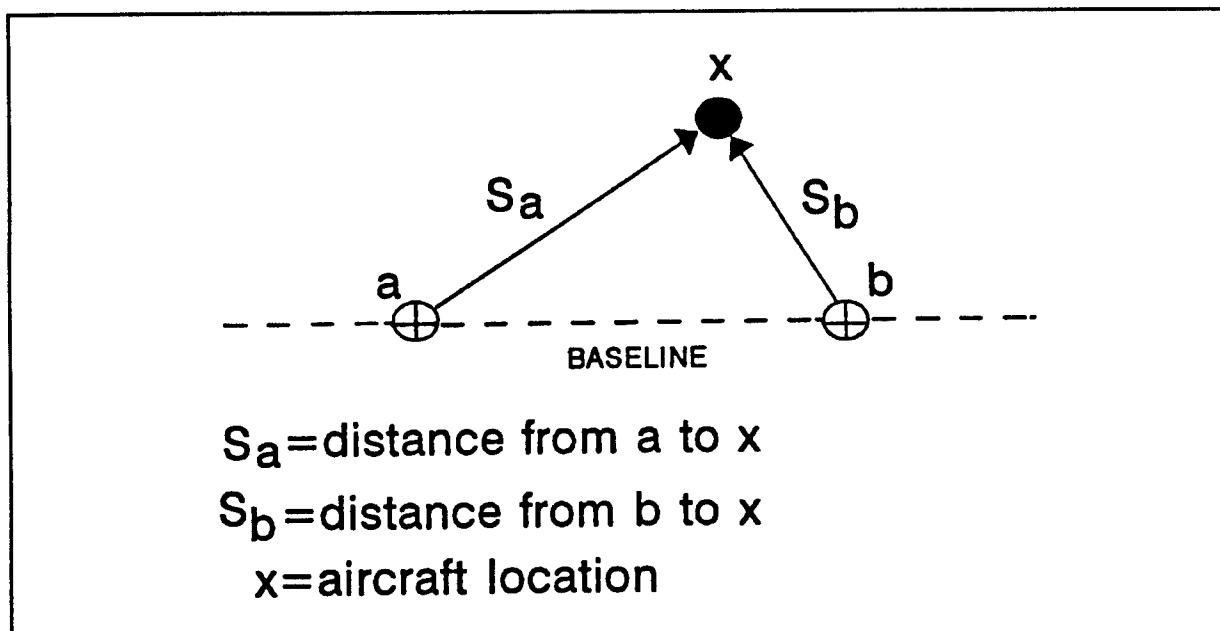 x
Sa
Sb
a
b
BASELINE
Sa=distance from a to x
Sb=distance from b to x
x=aircraft location